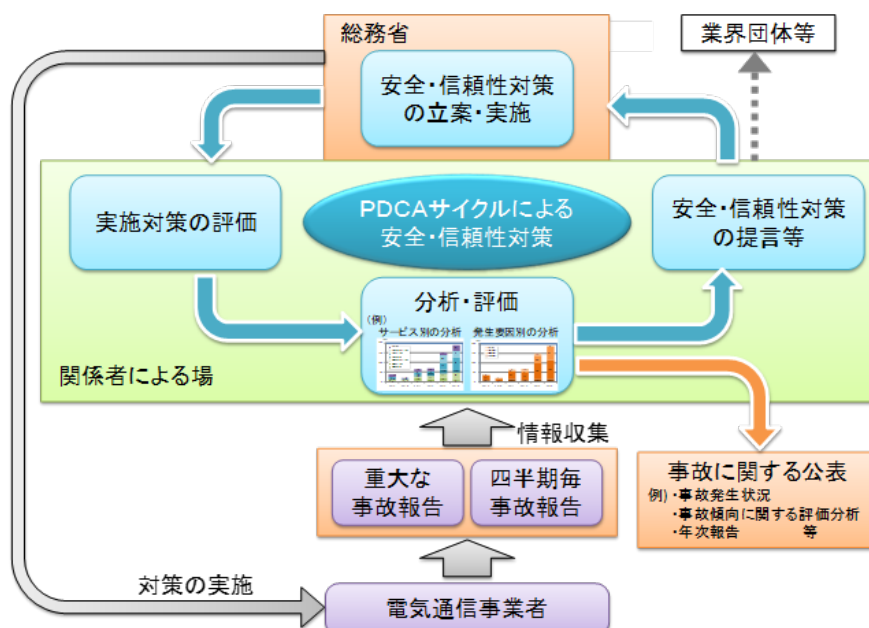 総務省
業界団体等
安全・信頼性対策
の立案・実施
実施対策の評価
PDCAサイクルによる
安全・信頼性対策
安全・信頼性対策
の提言等
分析・評価
(例)
サービス別の分析
発生要因別の分析
関係者による場
情報収集
重大な
事故報告
四半期毎
事故報告
事故に関する公表
例)・事故発生状況
・事故傾向に関する評価分析
・年次報告 等
対策の実施
電気通信事業者